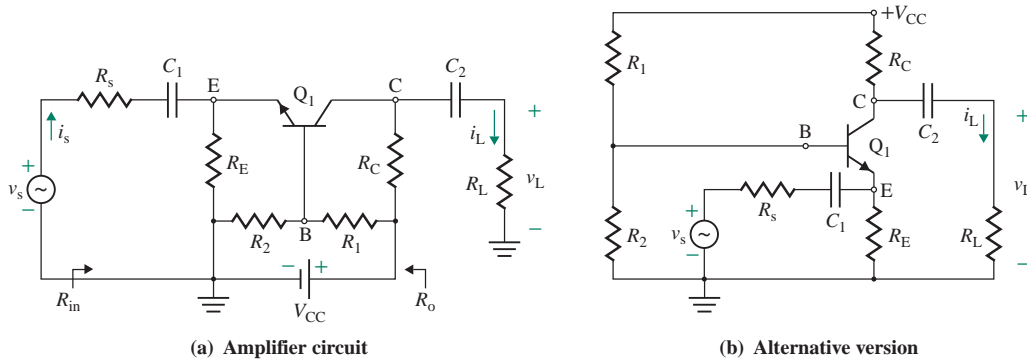 +V_CC
R_1
R_C
R_s
C_1
E
Q_1
C
C_2
C
C_2
+
i_s
i_L
+
B
Q_1
i_L
+
R_E
R_C
R_L
v_L
v_L
+
v_s
−
R_2
B
R_1
−
E
R_s
C_1
+
v_s
−
R_2
R_E
R_L
−
R_in
−
+
V_CC
R_o
(a) Amplifier circuit
(b) Alternative version